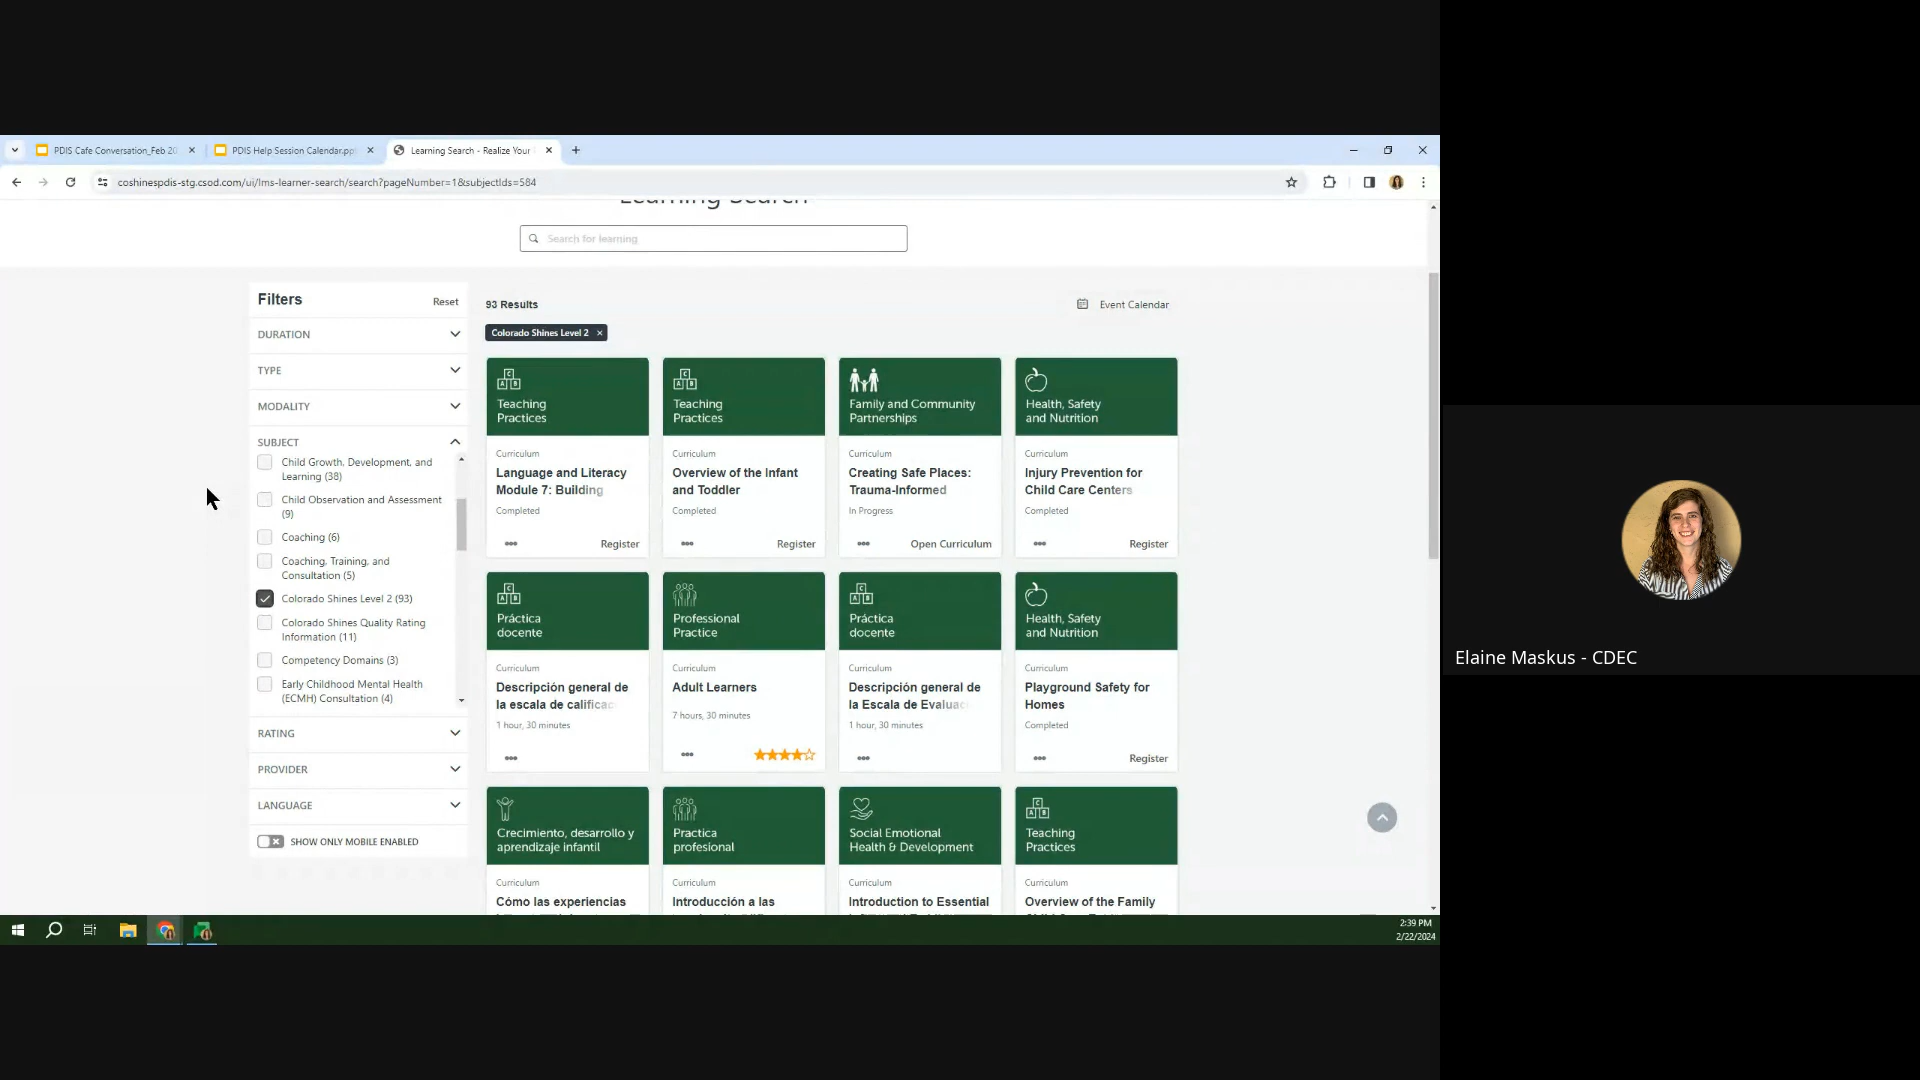 PDIS Cafe Conversation_Feb 20
PDIS Help Session Calendar.pp
Learning Search - Realize Your
coshinespdis-stg.csod.com/ui/lms-learner-search/search?pageNumber=1&subjectIds=584
Learning Search
Search for learning
Filters
Reset
DURATION
TYPE
MODALITY
SUBJECT
Child Growth, Development, and
Learning (38)
Child Observation and Assessment
(9)
Coaching (6)
Coaching, Training, and
Consultation (5)
Colorado Shines Level 2 (93)
Colorado Shines Quality Rating
Information (11)
Competency Domains (3)
Early Childhood Mental Health
(ECMH) Consultation (4)
RATING
PROVIDER
LANGUAGE
SHOW ONLY MOBILE ENABLED
93 Results
Event Calendar
Colorado Shines Level 2
Teaching
Practices
Curriculum
Language and Literacy
Module 7: Building
Completed
Register
Teaching
Practices
Curriculum
Overview of the Infant
and Toddler
Completed
Register
Family and Community
Partnerships
Curriculum
Creating Safe Places:
Trauma-Informed
In Progress
Open Curriculum
Health, Safety
and Nutrition
Curriculum
Injury Prevention for
Child Care Centers
Completed
Register
Práctica
docente
Curriculum
Descripción general de
la escala de calificac
1 hour, 30 minutes
Professional
Practice
Curriculum
Adult Learners
7 hours, 30 minutes
Práctica
docente
Curriculum
Descripción general de
la Escala de Evaluac
1 hour, 30 minutes
Health, Safety
and Nutrition
Curriculum
Playground Safety for
Homes
Completed
Register
Crecimiento, desarrollo y
aprendizaje infantil
Curriculum
Cómo las experiencias
Practica
profesional
Curriculum
Introducción a las
Social Emotional
Health & Development
Curriculum
Introduction to Essential
Teaching
Practices
Curriculum
Overview of the Family
2:39 PM
2/22/2024
Elaine Maskus - CDEC